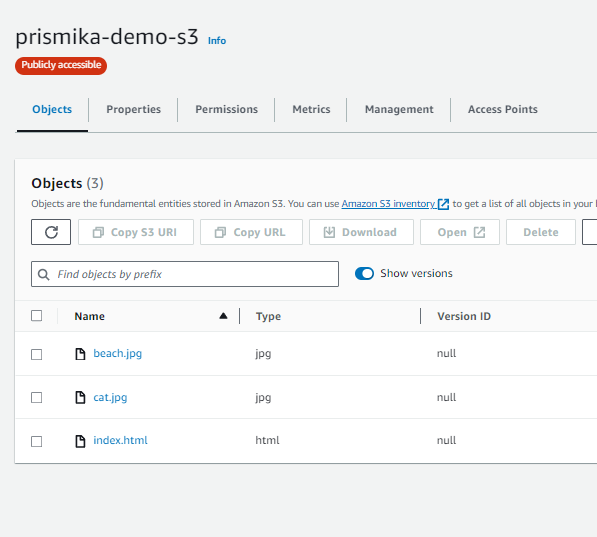 prismika-demo-s3 Info
Publicly accessible
Objects Properties Permissions Metrics Management Access Points
Objects (3)
Objects are the fundamental entities stored in Amazon S3. You can use Amazon S3 inventory to get a list of all objects in your
Copy S3 URI Copy URL Download Open Delete
Find objects by prefix Show versions
Name Type Version ID
beach.jpg jpg null
cat.jpg jpg null
index.html html null